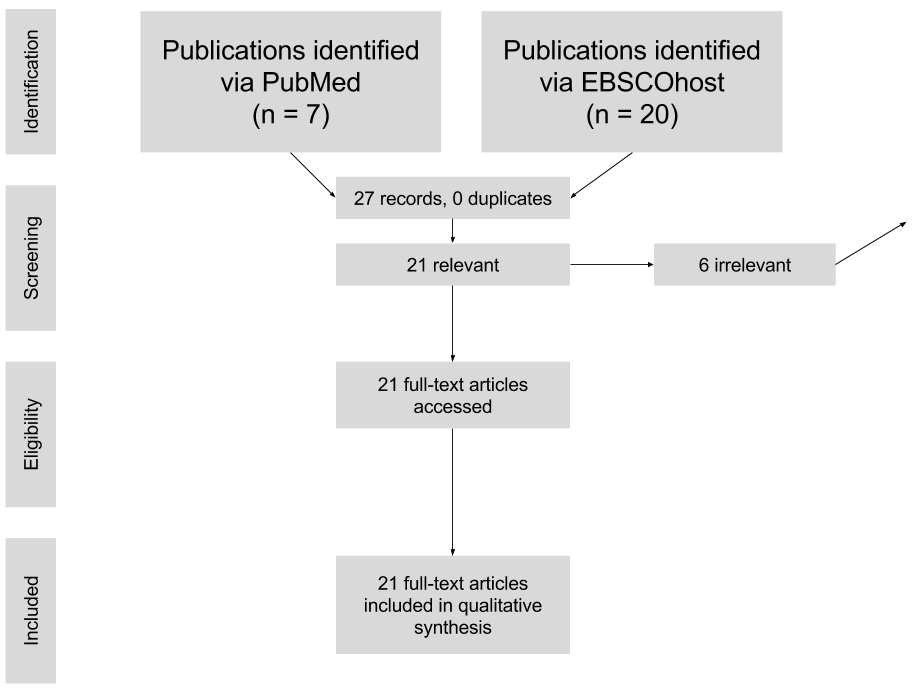 Identification
Publications identified
via PubMed
(n = 7)
Publications identified
via EBSCOhost
(n = 20)
Screening
27 records, 0 duplicates
21 relevant
6 irrelevant
Eligibility
21 full-text articles
accessed
Included
21 full-text articles
included in qualitative
synthesis